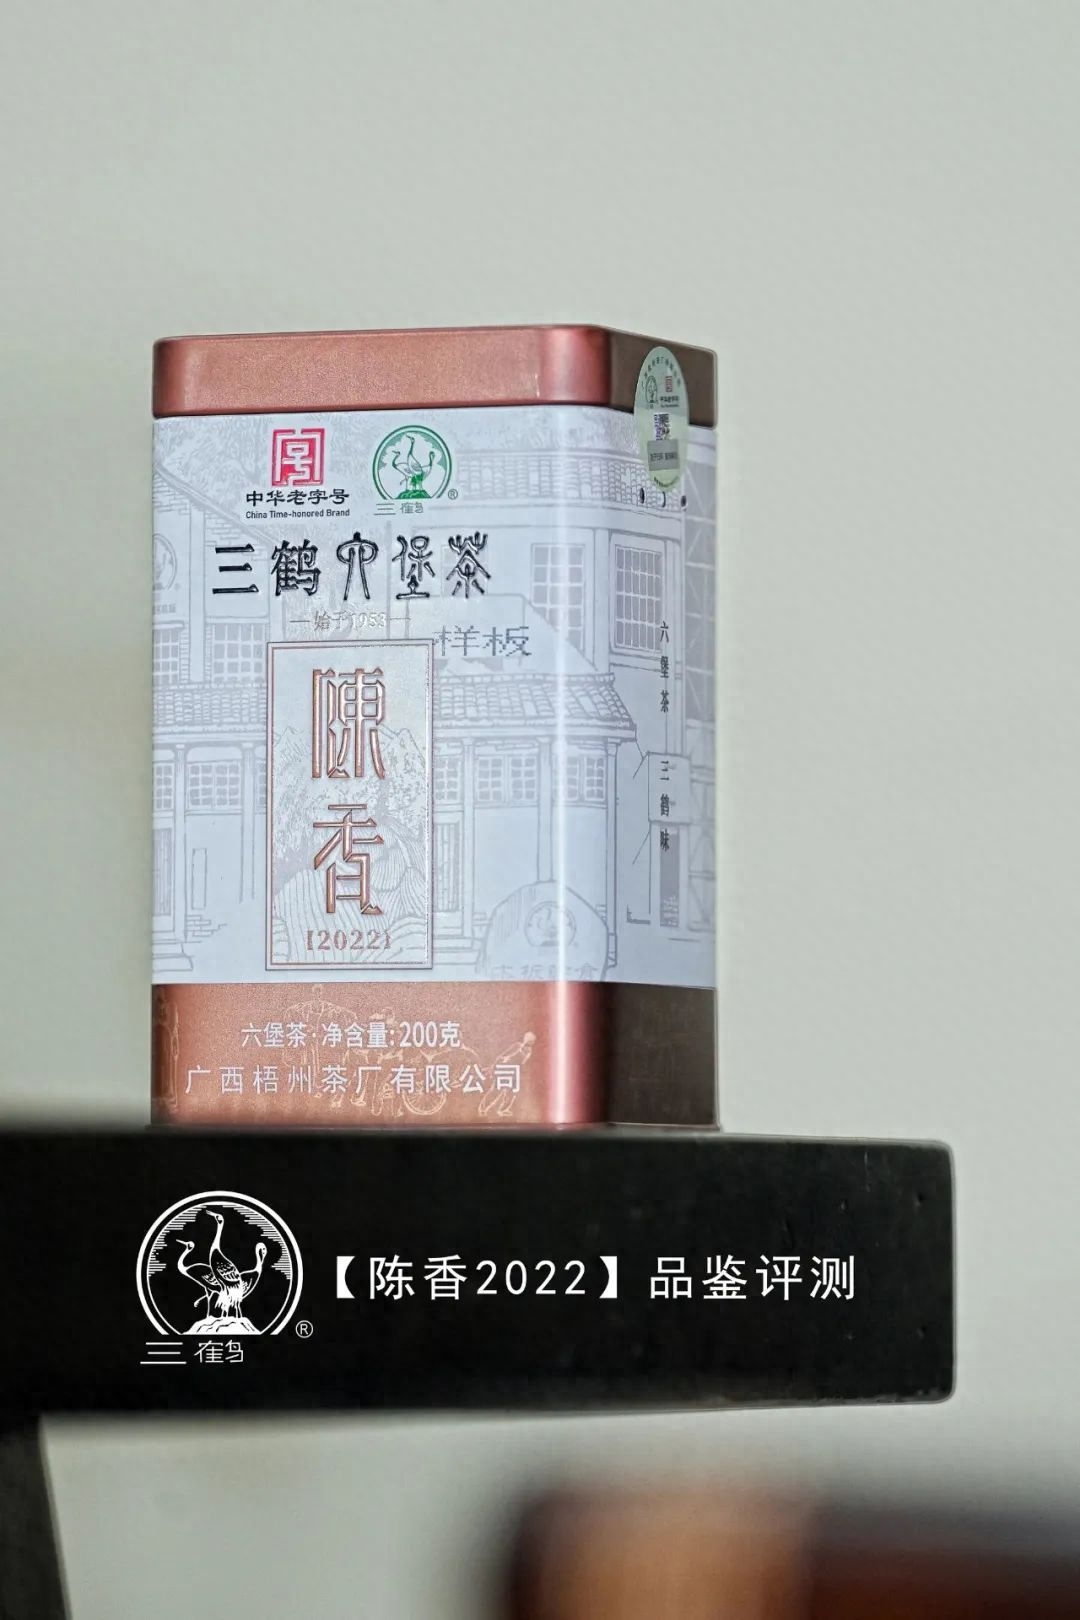 中华老字号
China Time-honored Brand
三鹤
®
三鹤六堡茶
始于1953
样板
陳香
【2022】
六堡茶·净含量:200克
广西梧州茶厂有限公司
六堡茶 三鹤味
三鹤
®
【陈香2022】品鉴评测